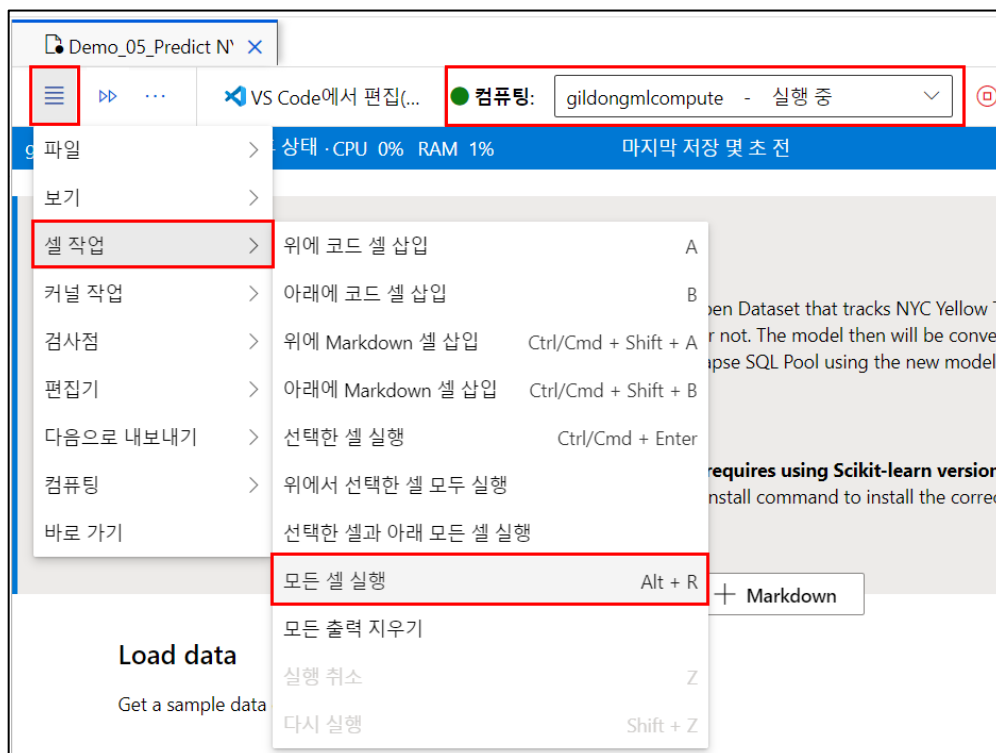 Demo_05_Predict NY
··· VS Code에서 편집(... 컴퓨팅: gildongmlcompute - 실행 중
g 상태 · CPU 0% RAM 1% 마지막 저장 몇 초 전
파일
보기
셀 작업
커널 작업
검사점
편집기
다음으로 내보내기
컴퓨팅
바로 가기
위에 코드 셀 삽입 A
아래에 코드 셀 삽입 B
위에 Markdown 셀 삽입 Ctrl/Cmd + Shift + A
아래에 Markdown 셀 삽입 Ctrl/Cmd + Shift + B
선택한 셀 실행 Ctrl/Cmd + Enter
위에서 선택한 셀 모두 실행
선택한 셀과 아래 모든 셀 실행
모든 셀 실행 Alt + R
모든 출력 지우기
실행 취소 Z
다시 실행 Shift + Z
pen Dataset that tracks NYC Yellow
r not. The model then will be conve
apse SQL Pool using the new model
requires using Scikit-learn version
nstall command to install the correc
+ Markdown
Load data
Get a sample data